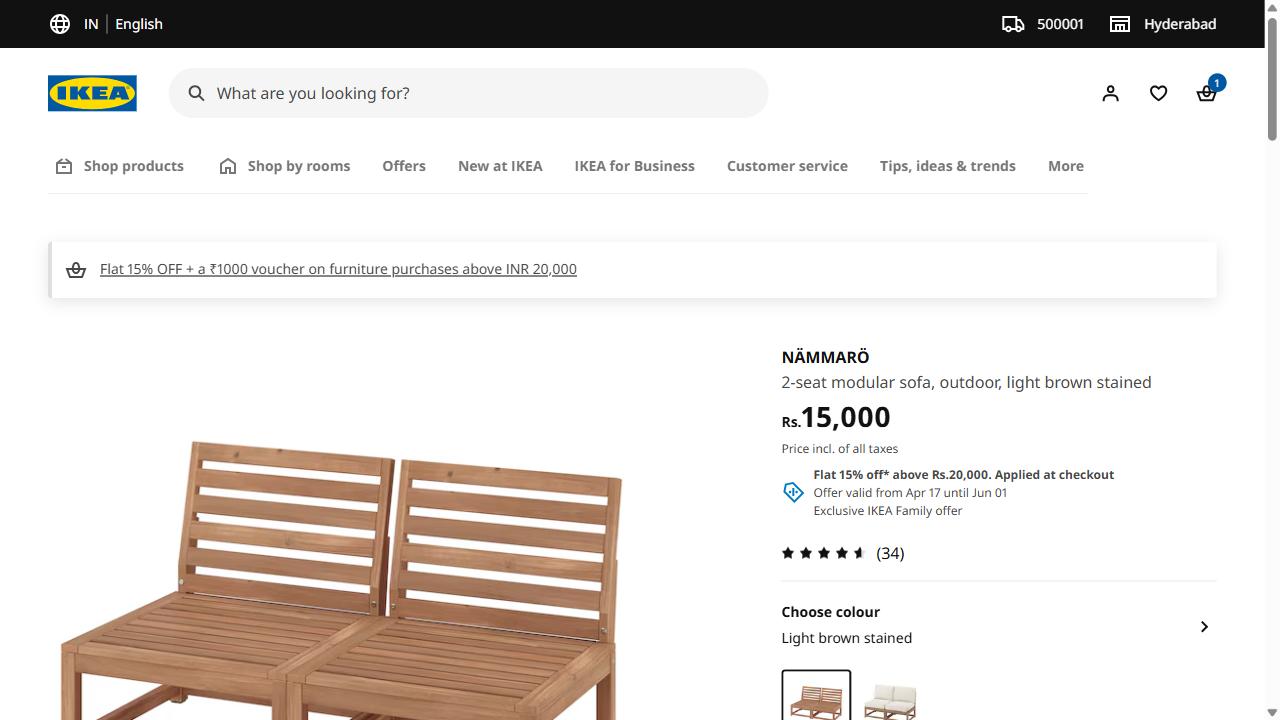 IN
English
500001
Hyderabad
IKEA
What are you looking for?
1
Shop products
Shop by rooms
Offers
New at IKEA
IKEA for Business
Customer service
Tips, ideas & trends
More
Flat 15% OFF + a ₹1000 voucher on furniture purchases above INR 20,000
NÄMMARÖ
2-seat modular sofa, outdoor, light brown stained
Rs.15,000
Price incl. of all taxes
Flat 15% off* above Rs.20,000. Applied at checkout
Offer valid from Apr 17 until Jun 01
Exclusive IKEA Family offer
(34)
Choose colour
Light brown stained